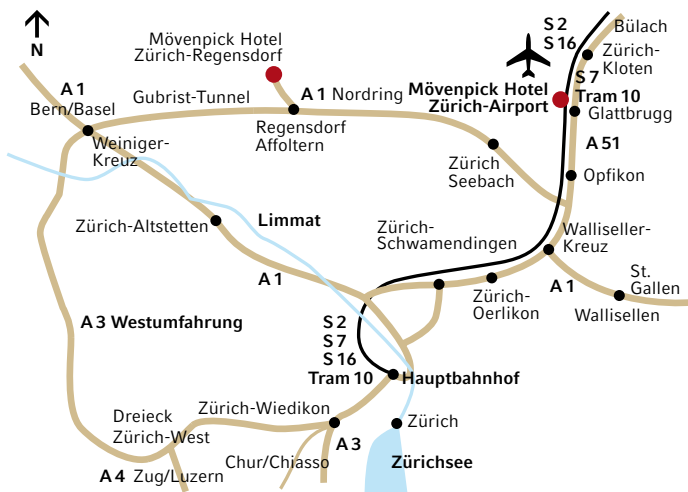 S 2
S 16
Bülach
Zürich-
Kloten
N
Mövenpick Hotel
Zürich-Regensdorf
A 1
Bern/Basel
Gubrist-Tunnel
A 1 Nordring
Mövenpick Hotel
Zürich-Airport
S 7
Tram 10
Glattbrugg
Regensdorf
Affoltern
Weiniger-
Kreuz
A 51
Zürich
Seebach
Opfikon
Zürich-Altstetten
Limmat
Zürich-
Schwamendingen
Walliseller-
Kreuz
A 1
Zürich-
Oerlikon
A 1
St.
Gallen
Wallisellen
A 3 Westumfahrung
S 2
S 7
S 16
Tram 10
Hauptbahnhof
Dreieck
Zürich-West
Zürich-Wiedikon
Zürich
A 3
A 4 Zug/Luzern
Chur/Chiasso
Zürichsee